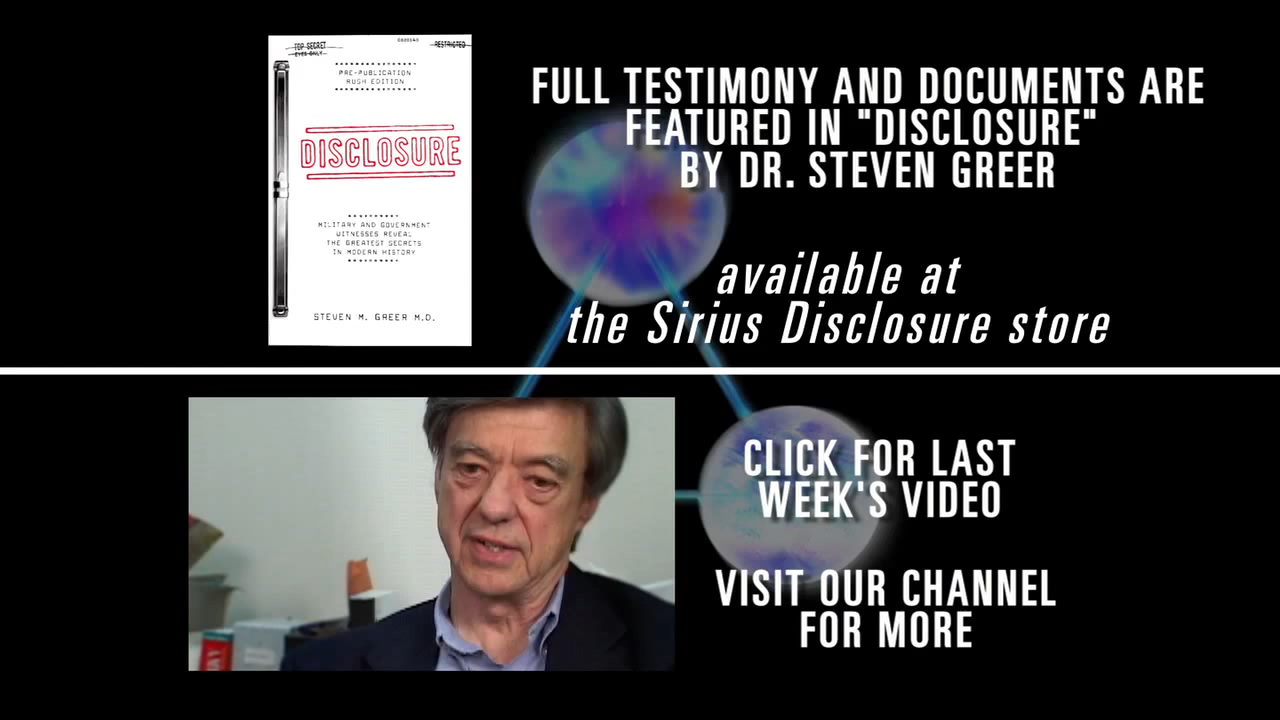 TOP SECRET
EYES ONLY
RESTRICTED
PRE-PUBLICATION
RUSH EDITION
DISCLOSURE
MILITARY AND GOVERNMENT
WITNESSES REVEAL
THE GREATEST SECRETS
IN MODERN HISTORY
STEVEN M. GREER M.D.
FULL TESTIMONY AND DOCUMENTS ARE
FEATURED IN "DISCLOSURE"
BY DR. STEVEN GREER
available at
the Sirius Disclosure store
CLICK FOR LAST
WEEK'S VIDEO
VISIT OUR CHANNEL
FOR MORE